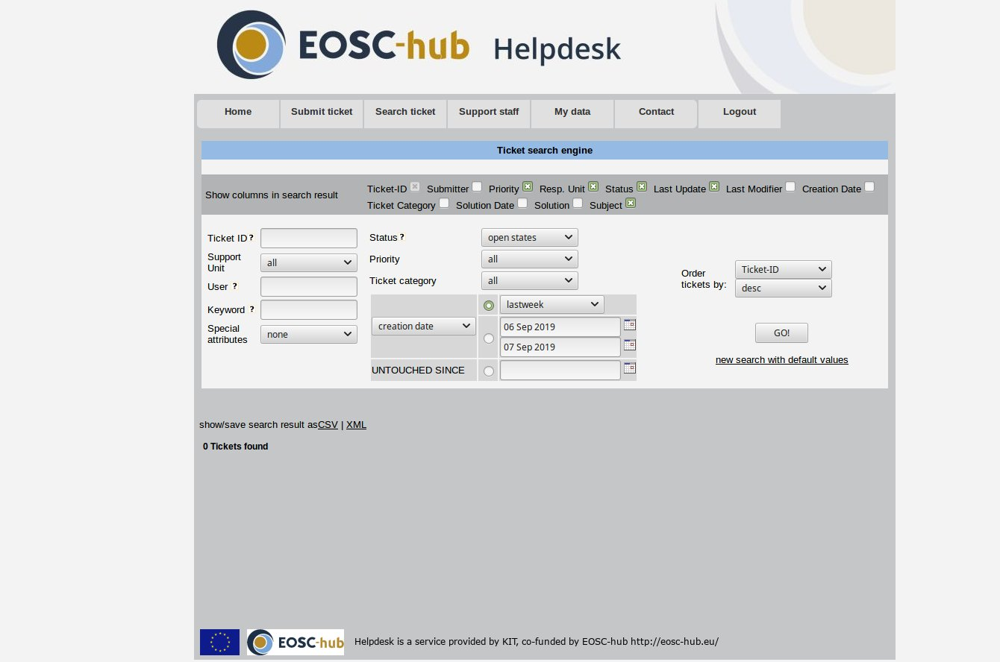 EOSC-hub Helpdesk
Home Submit ticket Search ticket Support staff My data Contact Logout
Ticket search engine
Show columns in search result
Ticket-ID Submitter Priority Resp. Unit Status Last Update Last Modifier Creation Date
Ticket Category Solution Date Solution Subject
Ticket ID ?
Support
Unit
all
User ?
Keyword ?
Special
attributes
none
Status ?
open states
Priority
all
Ticket category
all
creation date
lastweek
06 Sep 2019
07 Sep 2019
UNTOUCHED SINCE
Order
tickets by:
Ticket-ID
desc
GO!
new search with default values
show/save search result asCSV | XML
0 Tickets found
EOSC-hub
Helpdesk is a service provided by KIT, co-funded by EOSC-hub http://eosc-hub.eu/